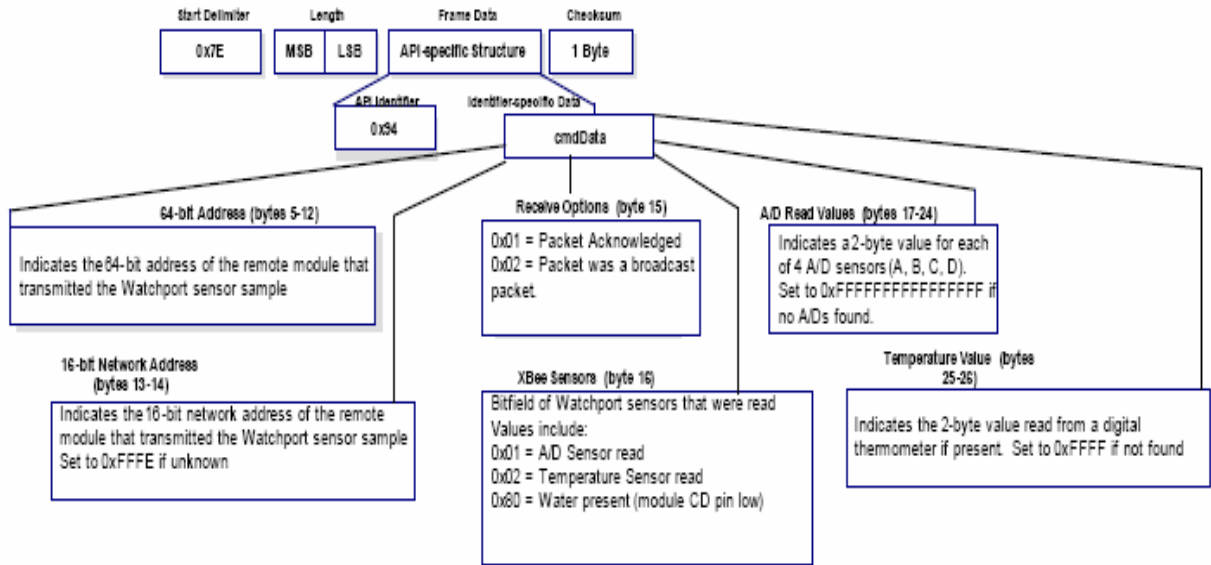 Start Delimiter Length Frame Data Checksum
0x7E MSB LSB API-specific Structure 1 Byte
API Identifier Identifier-specific Data
0x94
cmdData
64-bit Address (bytes 5-12)
Indicates the 64-bit address of the remote module that
transmitted the Watchport sensor sample
Receive Options (byte 15)
0x01 = Packet Acknowledged
0x02 = Packet was a broadcast
packet.
A/D Read Values (bytes 17-24)
Indicates a 2-byte value for each
of 4 A/D sensors (A, B, C, D).
Set to 0xFFFFFFFFFFFFFFFF if
no A/Ds found.
16-bit Network Address
(bytes 13-14)
Indicates the 16-bit network address of the remote
module that transmitted the Watchport sensor sample
Set to 0xFFFE if unknown
XBee Sensors (byte 16)
Bitfield of Watchport sensors that were read
Values include:
0x01 = A/D Sensor read
0x02 = Temperature Sensor read
0x80 = Water present (module CD pin low)
Temperature Value (bytes
25-26)
Indicates the 2-byte value read from a digital
thermometer if present. Set to 0xFFFF if not found